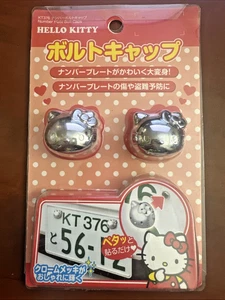 HELLO KITTY
ボルトキャップ
ナンバープレートがかわいく大変身!
ナンバープレートの傷や盗難予防に
KT 376
と 56-
ペタッと
貼るだけ
クロームメッキが
おしゃれに輝く